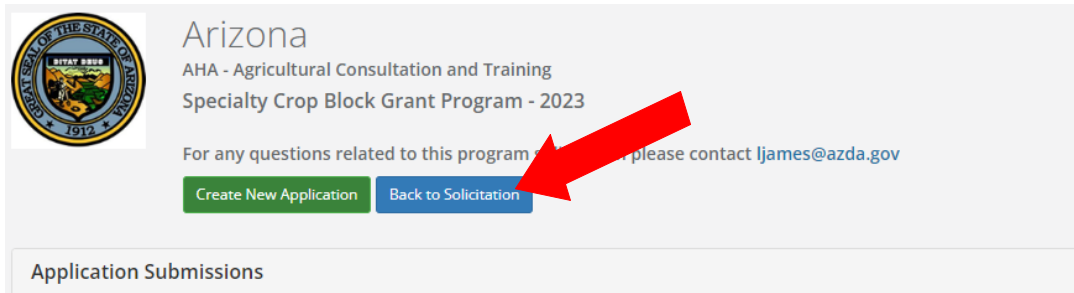 GREAT SEAL OF THE STATE OF ARIZONA
DITAT DEUS
1912
Arizona
AHA - Agricultural Consultation and Training
Specialty Crop Block Grant Program - 2023
For any questions related to this program please contact ljames@azda.gov
Create New Application
Back to Solicitation
Application Submissions